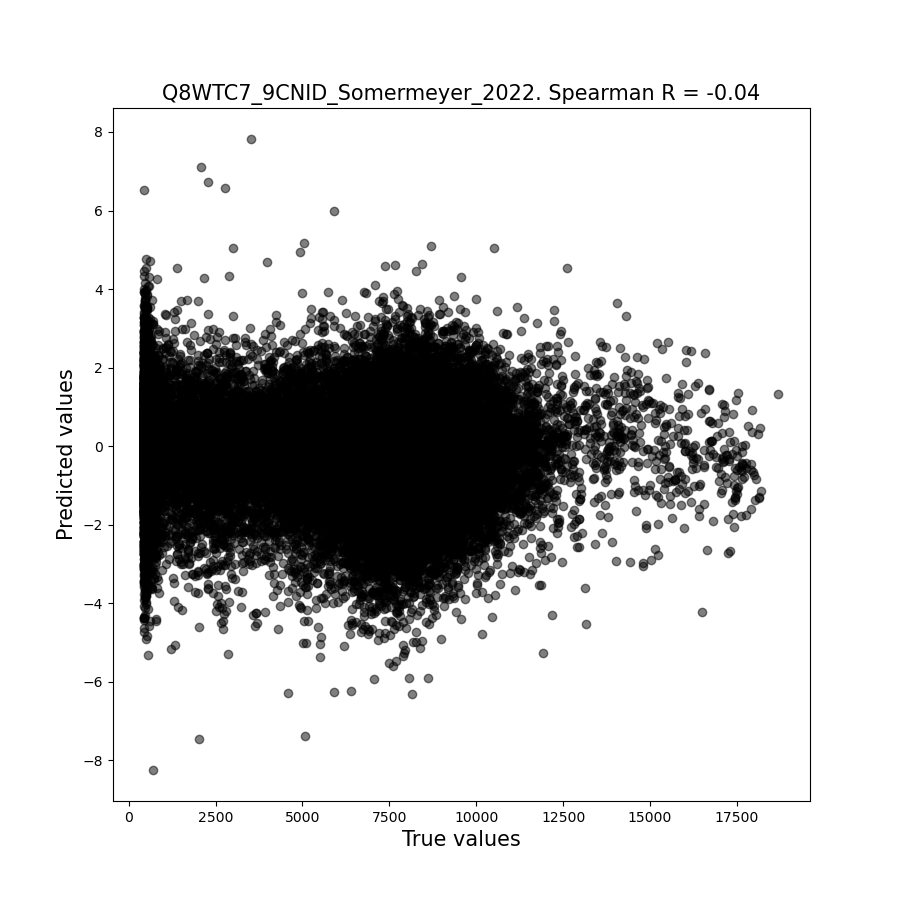 Q8WTC7_9CNID_Somermeyer_2022. Spearman R = -0.04
8
6
4
2
0
−2
−4
−6
−8
Predicted values
0 2500 5000 7500 10000 12500 15000 17500
True values